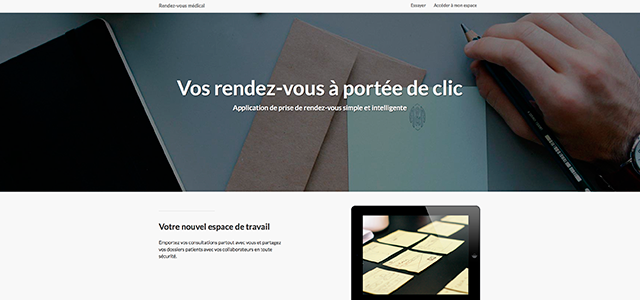 Rendez-vous médical
Essayer
Accéder à mon espace
Vos rendez-vous à portée de clic
Application de prise de rendez-vous simple et intelligente
Votre nouvel espace de travail
Emportez vos consultations partout avec vous et partagez
vos dossiers patients avec vos collaborateurs en toute
sécurité.